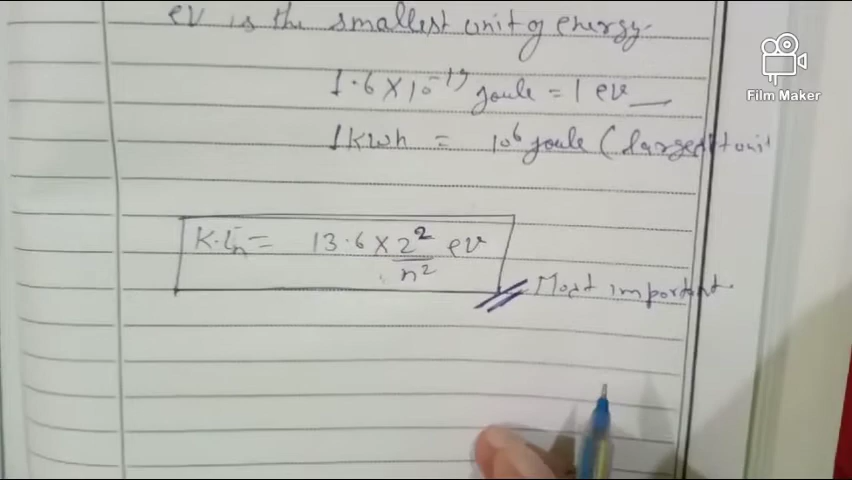 ev is the smallest unit of energy.
1.6 X 10⁻¹⁹ joule = 1 ev
1 kwh = 10⁶ joule (largest unit
K.Eₙ = 13.6 x Z²/n² ev
Most important
Film Maker